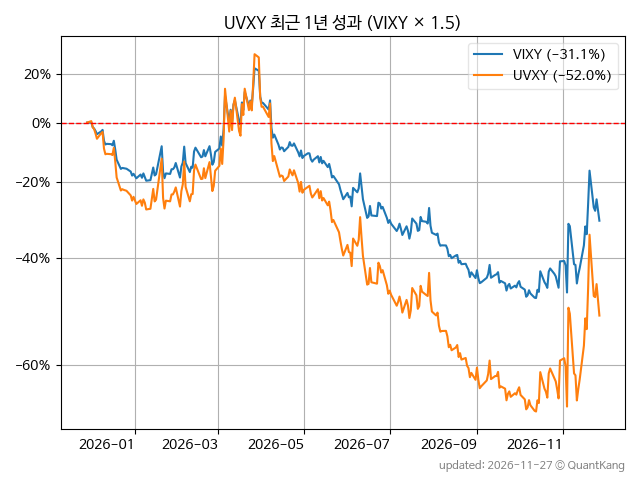 UVXY 최근 1년 성과 (VIXY × 1.5)
VIXY (−31.1%)
UVXY (−52.0%)
20%
0%
−20%
−40%
−60%
2026−01 2026−03 2026−05 2026−07 2026−09 2026−11
updated: 2026−11−27 © QuantKang